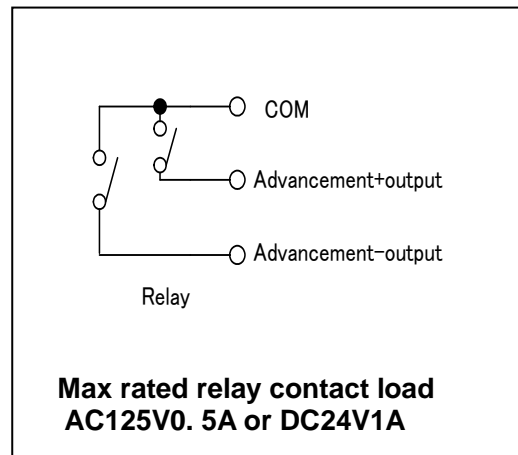 COM
Advancement+output
Advancement−output
Relay
Max rated relay contact load
AC125V0. 5A or DC24V1A